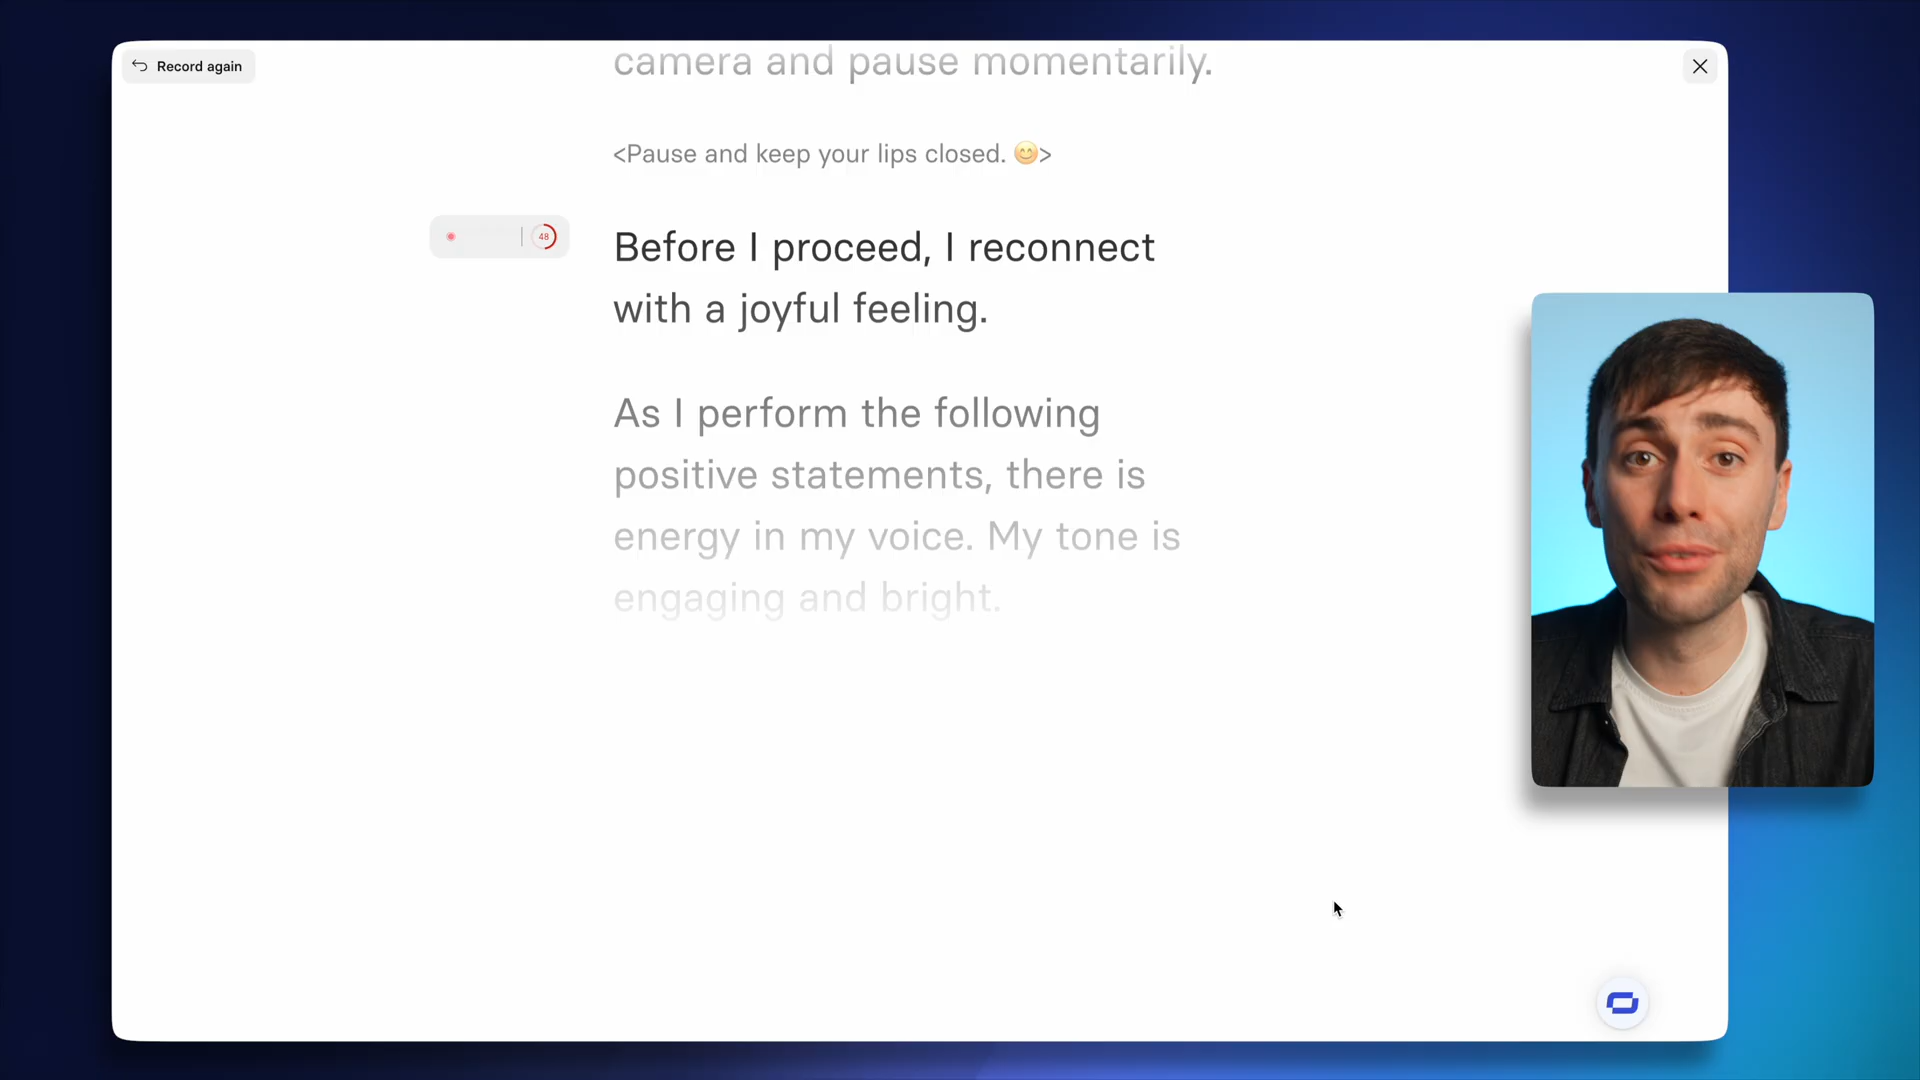 Record again
camera and pause momentarily.
<Pause and keep your lips closed. 😊>
48
Before I proceed, I reconnect
with a joyful feeling.
As I perform the following
positive statements, there is
energy in my voice. My tone is
engaging and bright.